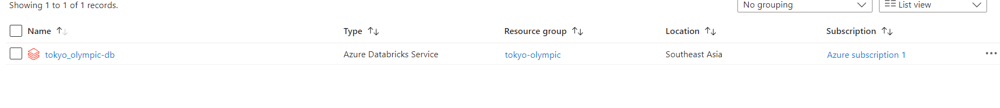 Showing 1 to 1 of 1 records.
No grouping
List view
Name Type Resource group Location Subscription
tokyo_olympic-db Azure Databricks Service tokyo-olympic Southeast Asia Azure subscription 1